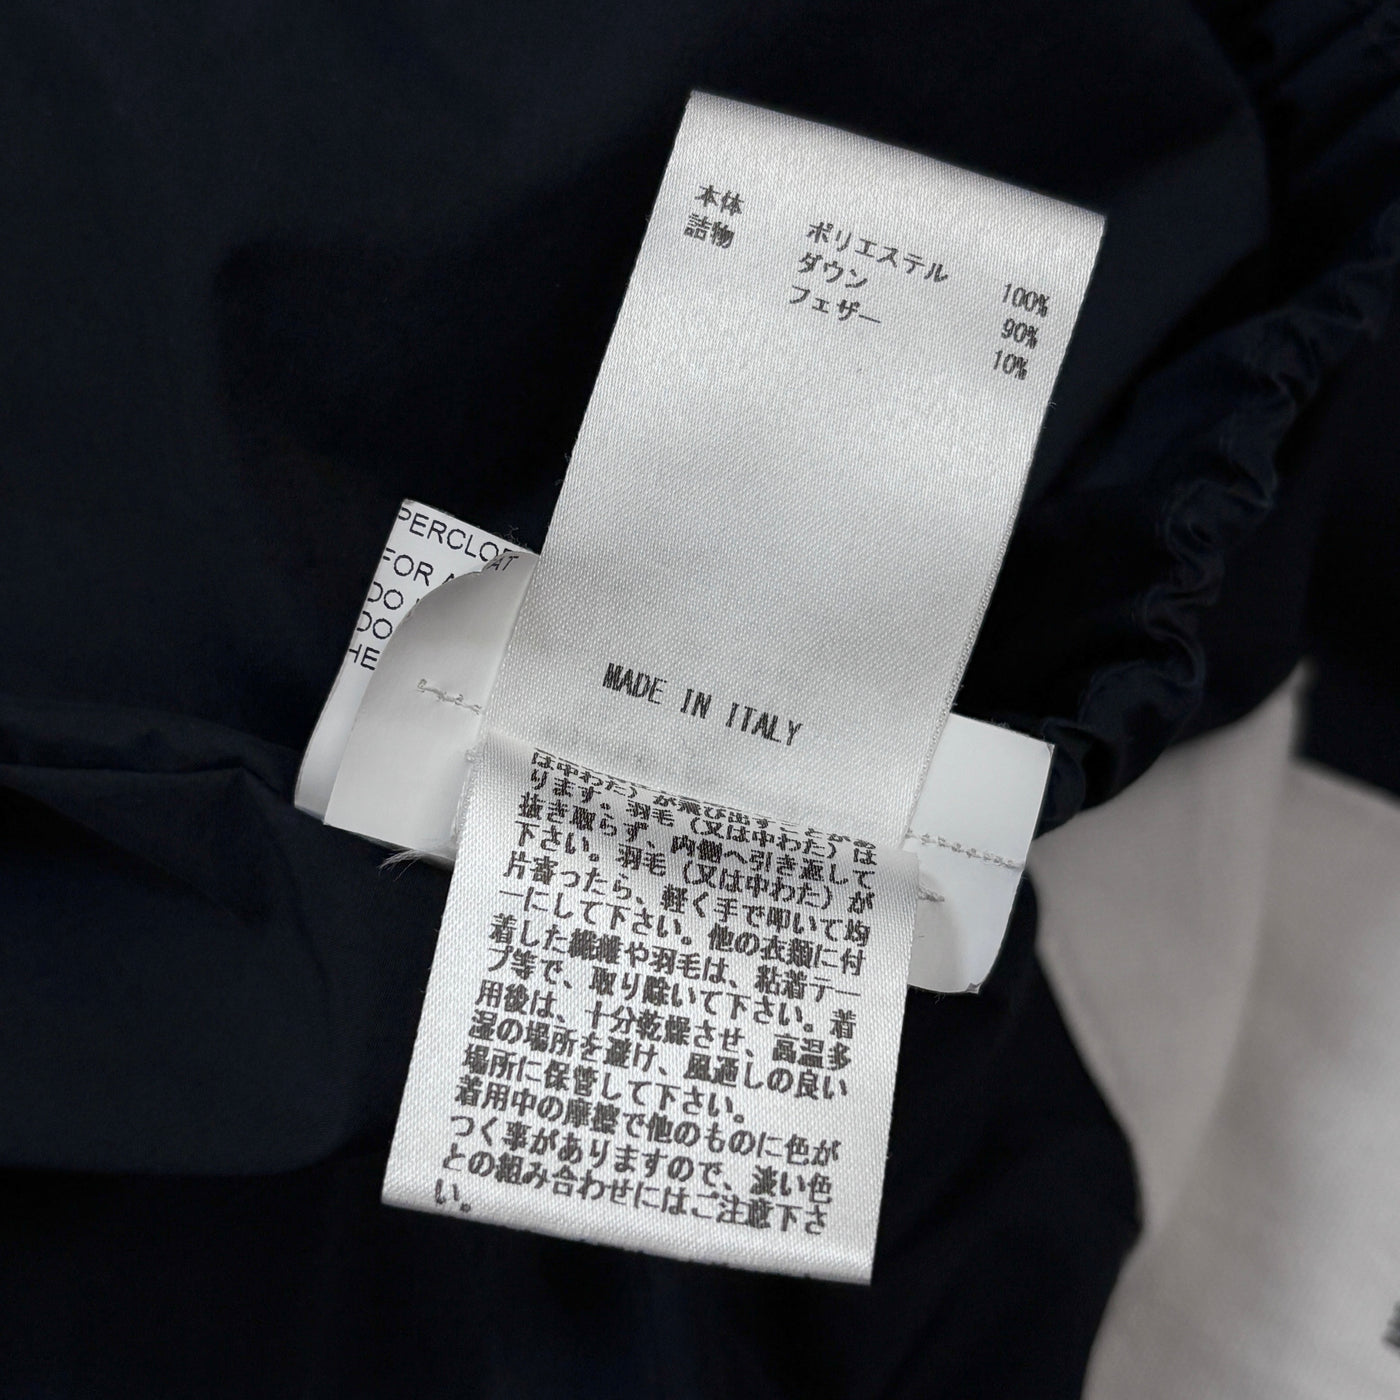 本体 ポリエステル 100%
詰物 ダウン 90%
フェザー 10%
MADE IN ITALY
PERCLO
FOR
DO
DO
HE
AT
は中わた）が飛び出すことがあ
ります。羽毛（又は中わた）は
抜き取らず、内側へ引き返して
下さい。羽毛（又は中わた）が
片寄ったら、軽く手で叩いて均
一にして下さい。他の衣類に付
着した繊維や羽毛は、粘着テー
プ等で、取り除いて下さい。着
用後は、十分乾燥させ、高温多
湿の場所を避け、風通しの良い
場所に保管して下さい。
着用中の摩擦で他のものに色が
つく事がありますので、淡い色
との組み合わせにはご注意下さ
い。